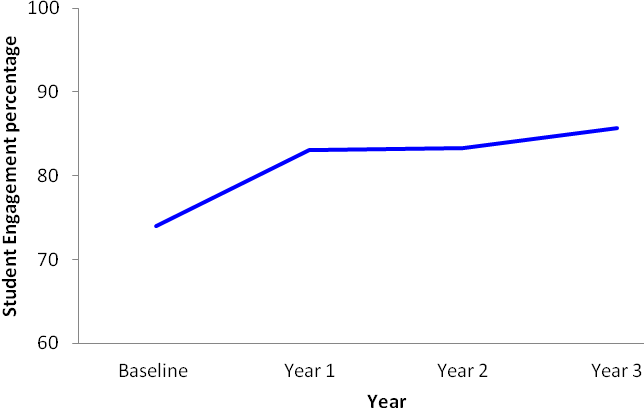 Student Engagement percentage
100
90
80
70
60
Baseline
Year 1
Year 2
Year 3
Year